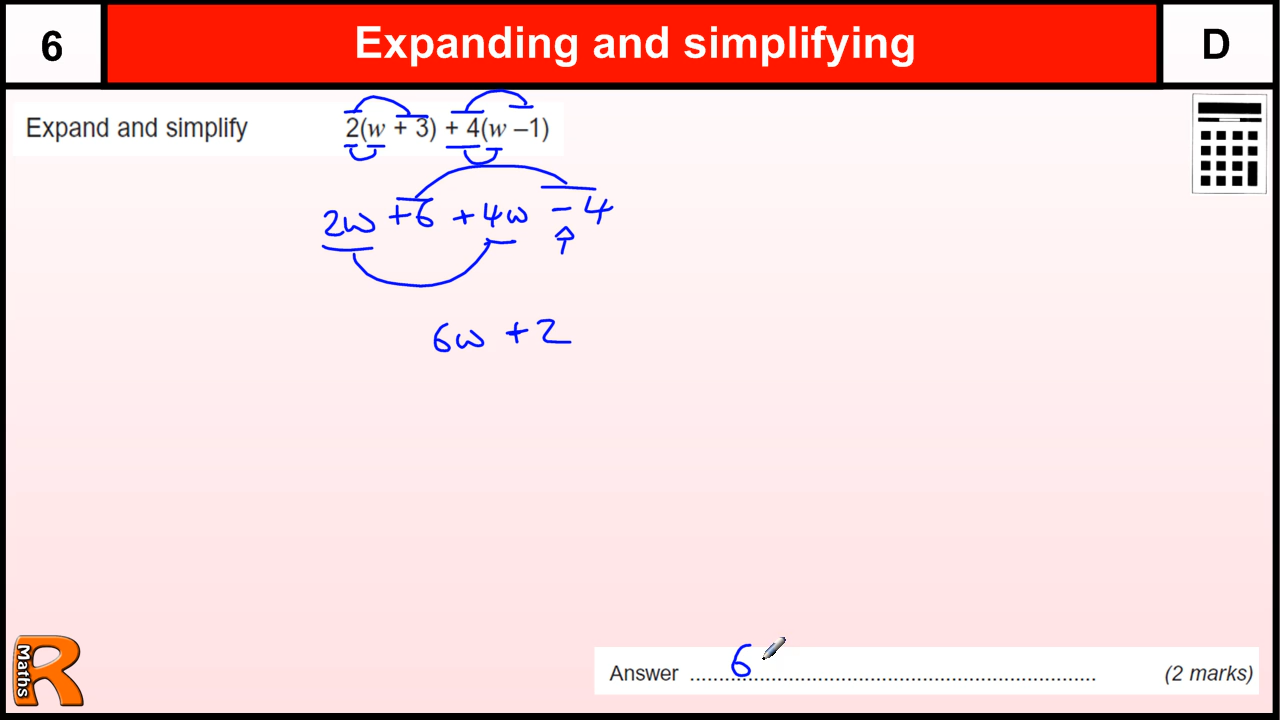 6 Expanding and simplifying D
Expand and simplify 2(w + 3) + 4(w –1)
2w +6 +4w -4
6w +2
Maths R
Answer ..... 6 ..... (2 marks)